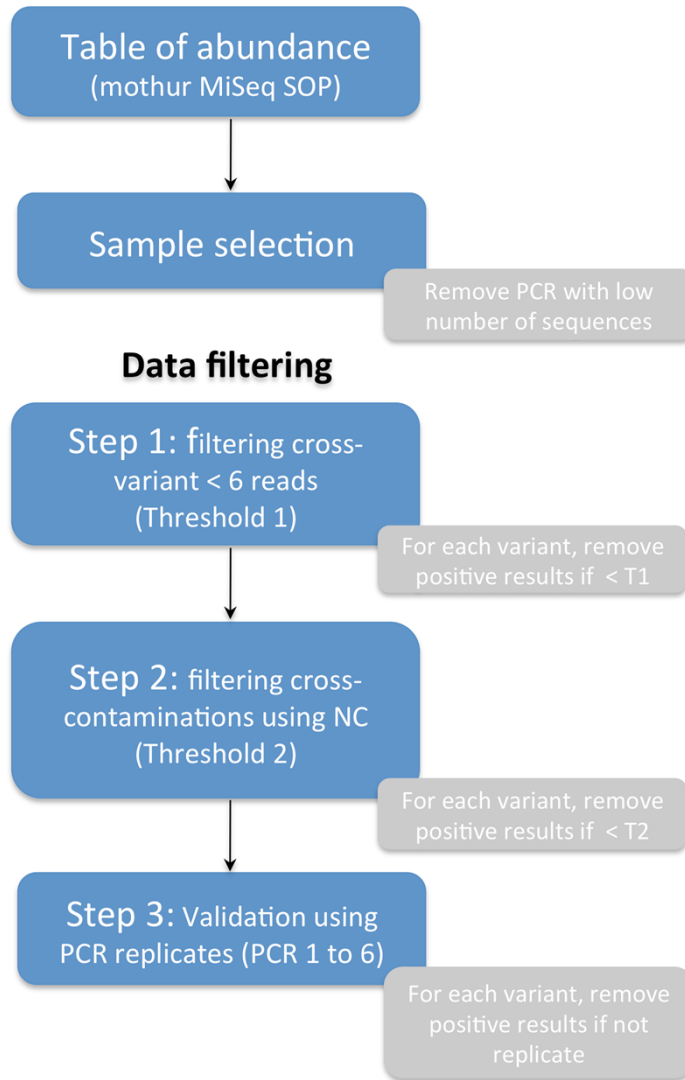 Table of abundance
(mothur MiSeq SOP)
Sample selection
Remove PCR with low
number of sequences
Data filtering
Step 1: filtering cross-
variant < 6 reads
(Threshold 1)
For each variant, remove
positive results if < T1
Step 2: filtering cross-
contaminations using NC
(Threshold 2)
For each variant, remove
positive results if < T2
Step 3: Validation using
PCR replicates (PCR 1 to 6)
For each variant, remove
positive results if not
replicate